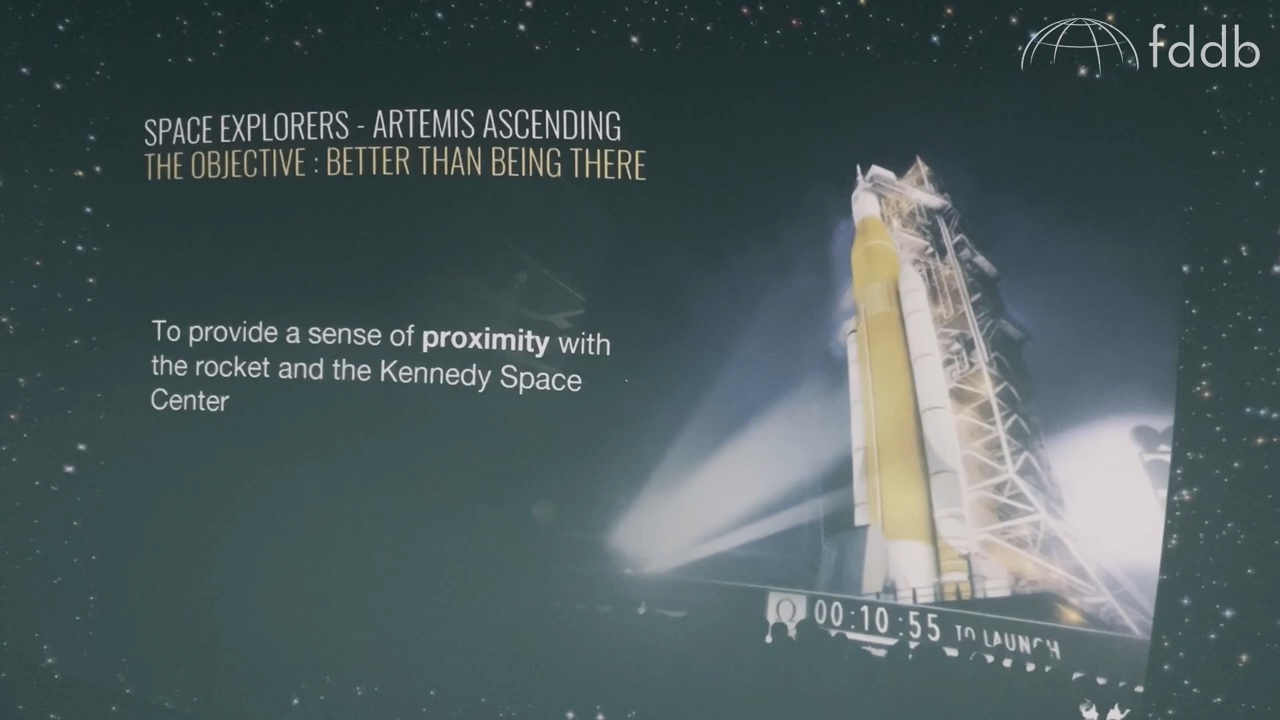 fddb
SPACE EXPLORERS - ARTEMIS ASCENDING
THE OBJECTIVE : BETTER THAN BEING THERE
To provide a sense of proximity with
the rocket and the Kennedy Space
Center
Ω 00:10:55 TO LAUNCH